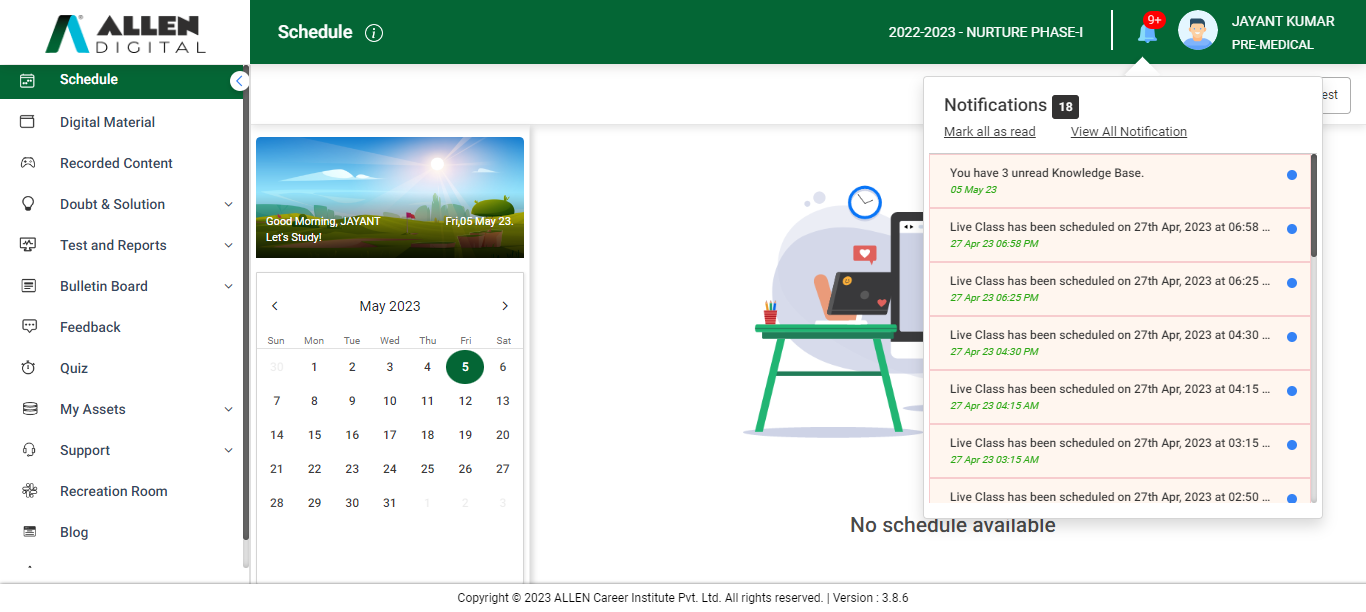 ALLEN
DIGITAL
Schedule
2022-2023 - NURTURE PHASE-I
9+
JAYANT KUMAR
PRE-MEDICAL
Schedule
Digital Material
Recorded Content
Doubt & Solution
Test and Reports
Bulletin Board
Feedback
Quiz
My Assets
Support
Recreation Room
Blog
Good Morning, JAYANT
Let's Study!
Fri,05 May 23.
May 2023
Sun Mon Tue Wed Thu Fri Sat
30 1 2 3 4 5 6
7 8 9 10 11 12 13
14 15 16 17 18 19 20
21 22 23 24 25 26 27
28 29 30 31 1 2 3
No schedule available
est
Notifications 18
Mark all as read View All Notification
You have 3 unread Knowledge Base.
05 May 23
Live Class has been scheduled on 27th Apr, 2023 at 06:58 ...
27 Apr 23 06:58 PM
Live Class has been scheduled on 27th Apr, 2023 at 06:25 ...
27 Apr 23 06:25 PM
Live Class has been scheduled on 27th Apr, 2023 at 04:30 ...
27 Apr 23 04:30 PM
Live Class has been scheduled on 27th Apr, 2023 at 04:15 ...
27 Apr 23 04:15 AM
Live Class has been scheduled on 27th Apr, 2023 at 03:15 ...
27 Apr 23 03:15 AM
Live Class has been scheduled on 27th Apr, 2023 at 02:50 ...
Copyright © 2023 ALLEN Career Institute Pvt. Ltd. All rights reserved. | Version : 3.8.6